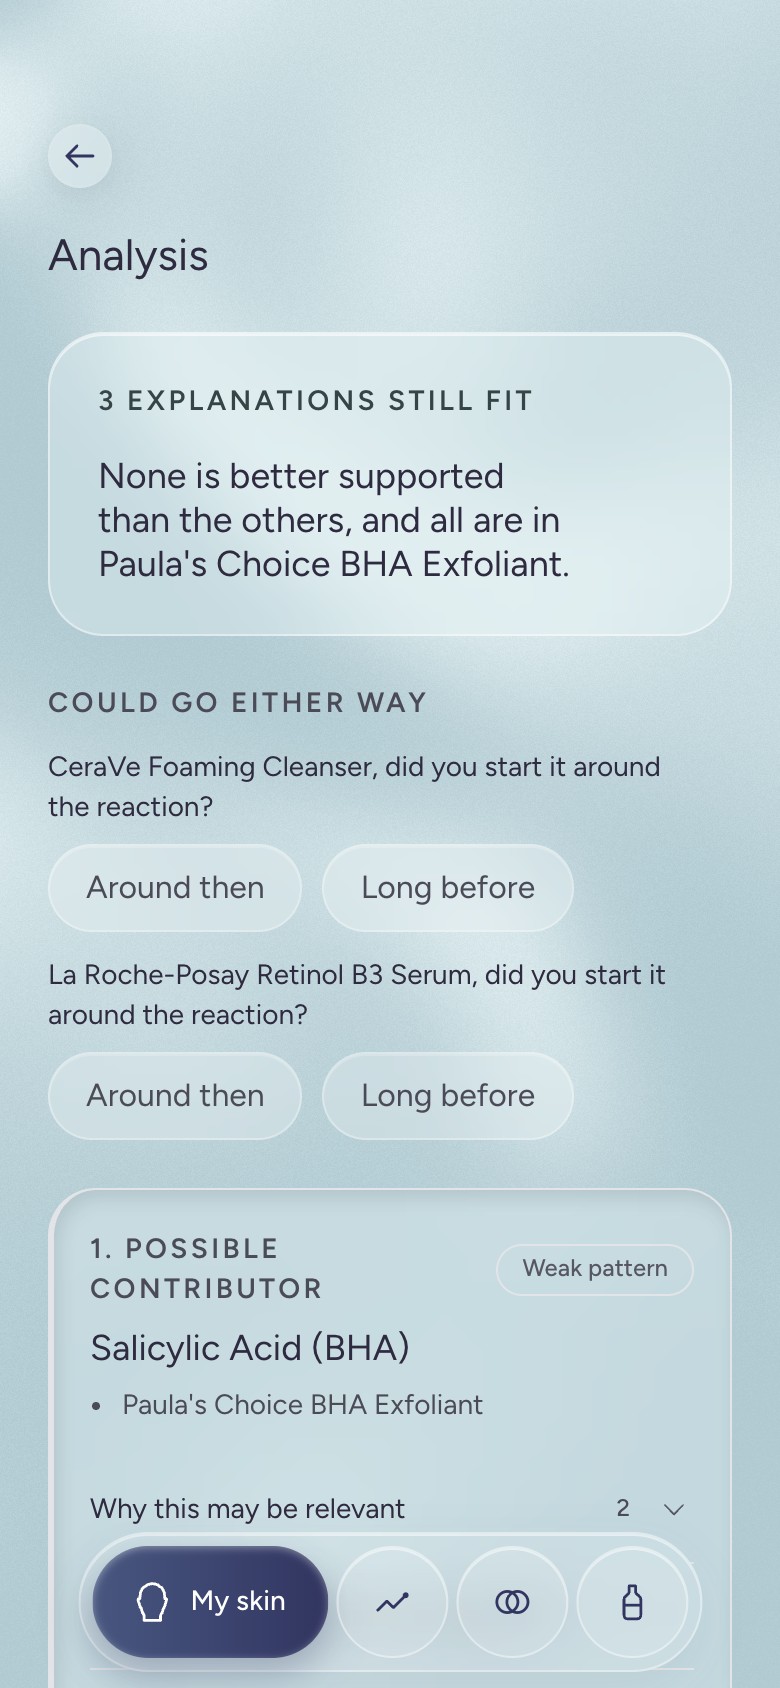 Analysis
3 EXPLANATIONS STILL FIT
None is better supported
than the others, and all are in
Paula's Choice BHA Exfoliant.
COULD GO EITHER WAY
CeraVe Foaming Cleanser, did you start it around
the reaction?
Around then
Long before
La Roche-Posay Retinol B3 Serum, did you start it
around the reaction?
Around then
Long before
1. POSSIBLE
CONTRIBUTOR
Weak pattern
Salicylic Acid (BHA)
• Paula's Choice BHA Exfoliant
Why this may be relevant
2
My skin